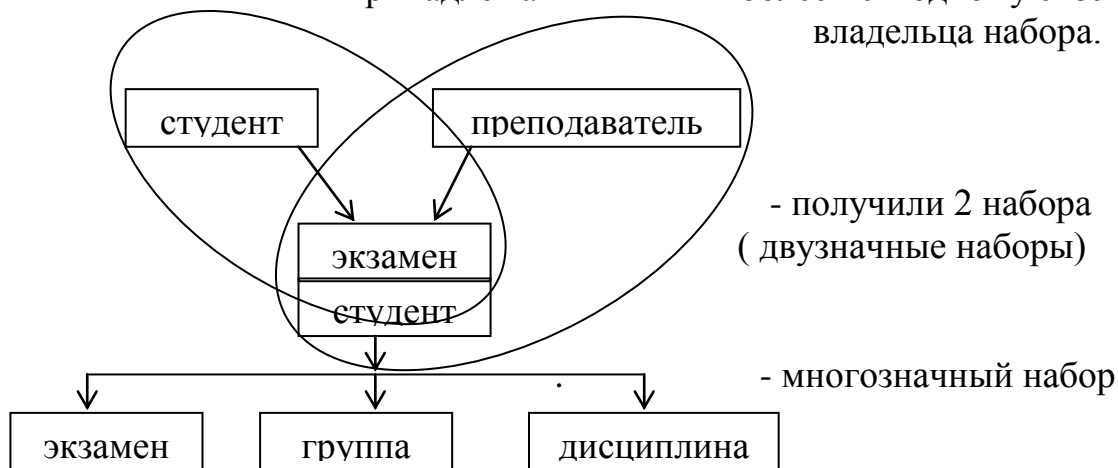 владельца набора.
студент преподаватель
- получили 2 набора
экзамен ( двузначные наборы)
студент
- многозначный набор
экзамен группа дисциплина